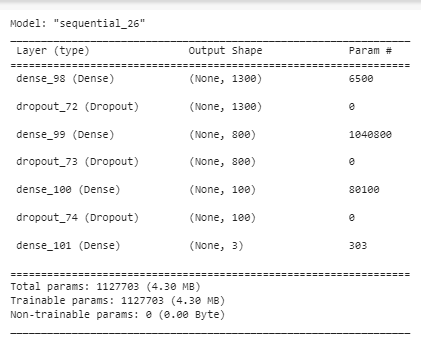 Model: "sequential_26"
_________________________________________________________________
Layer (type) Output Shape Param #
=================================================================
dense_98 (Dense) (None, 1300) 6500
dropout_72 (Dropout) (None, 1300) 0
dense_99 (Dense) (None, 800) 1040800
dropout_73 (Dropout) (None, 800) 0
dense_100 (Dense) (None, 100) 80100
dropout_74 (Dropout) (None, 100) 0
dense_101 (Dense) (None, 3) 303
=================================================================
Total params: 1127703 (4.30 MB)
Trainable params: 1127703 (4.30 MB)
Non-trainable params: 0 (0.00 Byte)
_________________________________________________________________